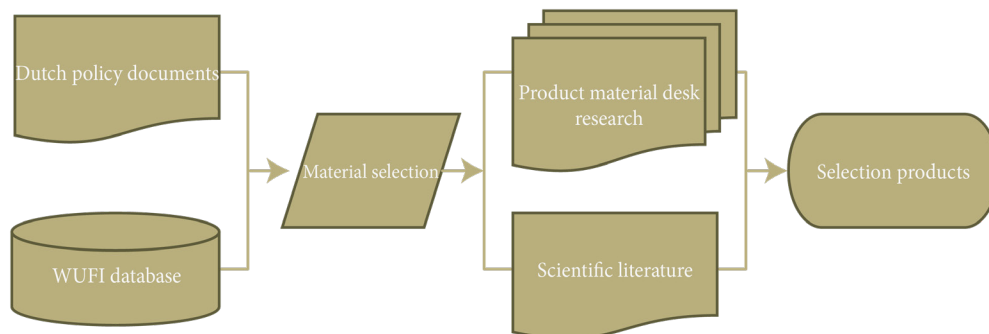 Dutch policy documents
WUFI database
Material selection
Product material desk
research
Scientific literature
Selection products